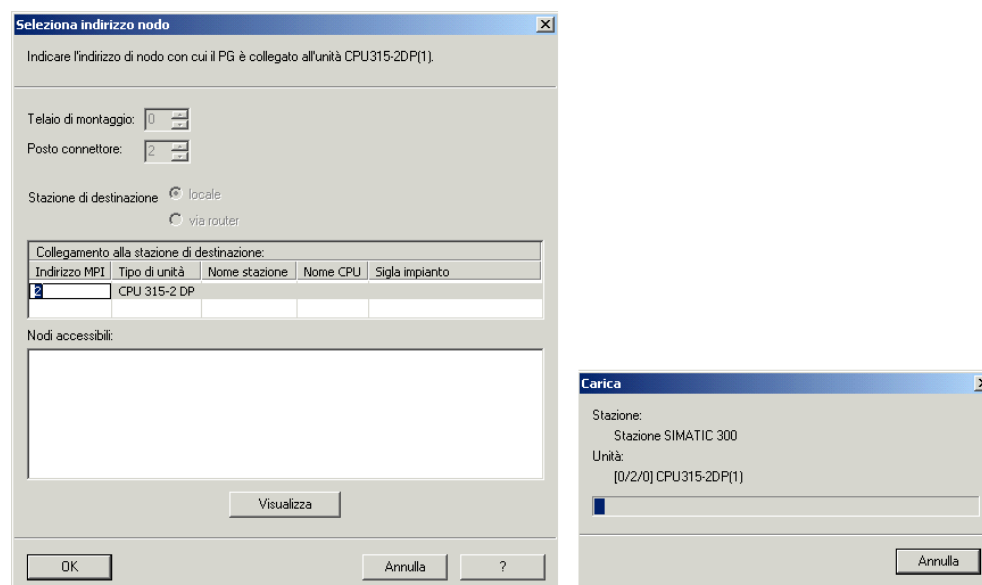 Seleziona indirizzo nodo
Indicare l'indirizzo di nodo con cui il PG è collegato all'unità CPU315-2DP(1).
Telaio di montaggio: 0
Posto connettore: 2
Stazione di destinazione locale
via router
Collegamento alla stazione di destinazione:
Indirizzo MPI Tipo di unità Nome stazione Nome CPU Sigla impianto
2 CPU 315-2 DP
Nodi accessibili:
Visualizza
OK Annulla ?
Carica
Stazione:
Stazione SIMATIC 300
Unità:
[0/2/0] CPU315-2DP(1)
Annulla